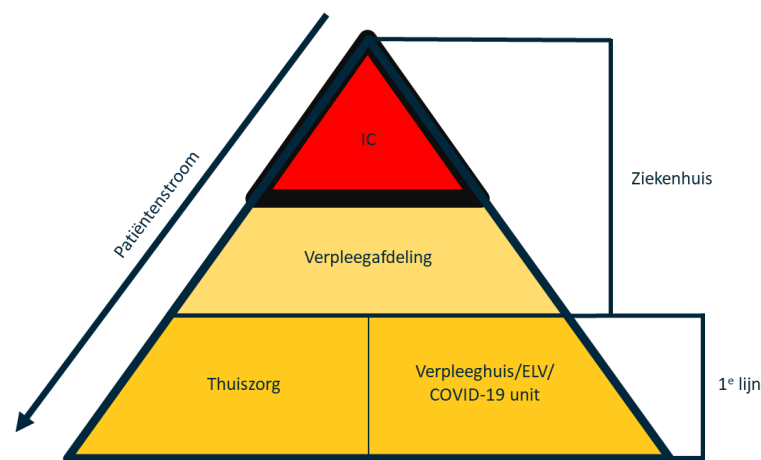 IC
Patiëntenstroom
Ziekenhuis
Verpleegafdeling
Thuiszorg
Verpleeghuis/ELV/
COVID-19 unit
1e lijn